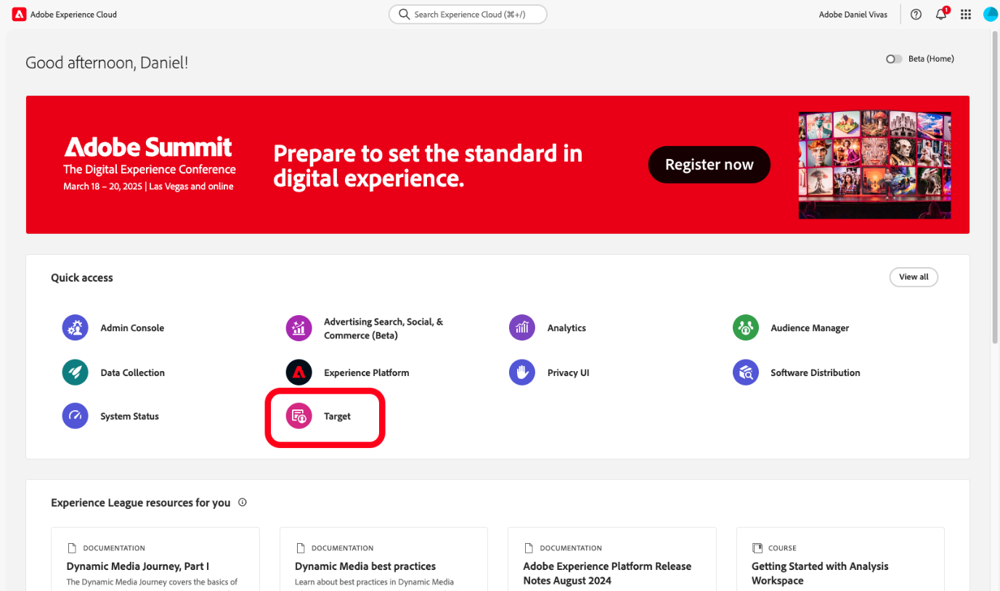 Adobe Experience Cloud
Search Experience Cloud (⌘+/)
Adobe Daniel Vivas
1
Good afternoon, Daniel!
Beta (Home)
Adobe Summit
The Digital Experience Conference
March 18 – 20, 2025 | Las Vegas and online
Prepare to set the standard in
digital experience.
Register now
Quick access
View all
Admin Console
Advertising Search, Social, &
Commerce (Beta)
Analytics
Audience Manager
Data Collection
Experience Platform
Privacy UI
Software Distribution
System Status
Target
Experience League resources for you
DOCUMENTATION
Dynamic Media Journey, Part I
The Dynamic Media Journey covers the basics of
DOCUMENTATION
Dynamic Media best practices
Learn about best practices in Dynamic Media
DOCUMENTATION
Adobe Experience Platform Release
Notes August 2024
COURSE
Getting Started with Analysis
Workspace